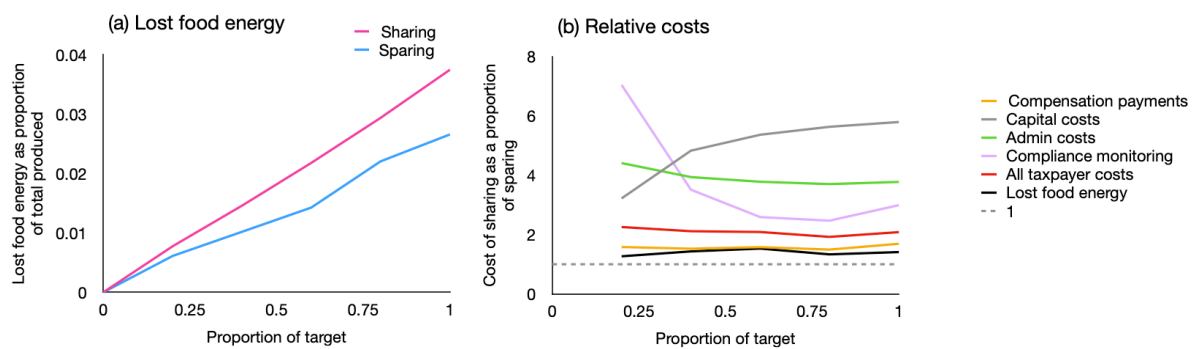 (a) Lost food energy
Sharing
Sparing
Lost food energy as proportion
of total produced
0.04
0.03
0.02
0.01
0
0
0.25
0.5
0.75
1
Proportion of target
(b) Relative costs
Cost of sharing as a proportion
of sparing
8
6
4
2
0
0
0.25
0.5
0.75
1
Proportion of target
Compensation payments
Capital costs
Admin costs
Compliance monitoring
All taxpayer costs
Lost food energy
1